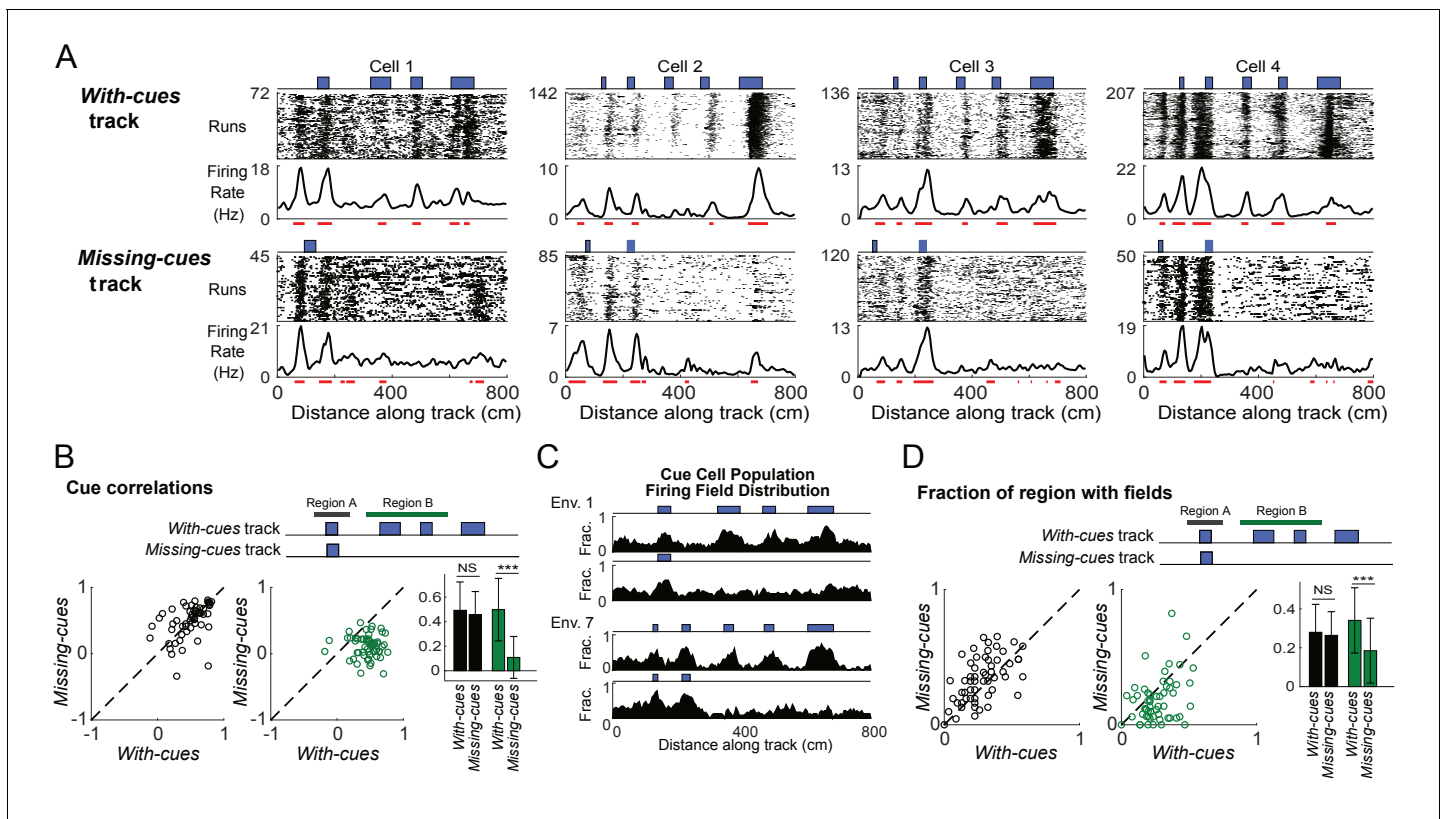 A
Cell 1
Cell 2
Cell 3
Cell 4
With-cues
track
72
142
136
207
Runs
18
10
13
22
Firing
Rate
(Hz)
0
0
0
0
Missing-cues
track
45
85
120
50
Runs
21
7
13
19
Firing
Rate
(Hz)
0
0
0
0
0 400 800
0 400 800
0 400 800
0 400 800
Distance along track (cm)
Distance along track (cm)
Distance along track (cm)
Distance along track (cm)
B
Cue correlations
Region A
Region B
With-cues track
Missing-cues track
1
0
-1
Missing-cues
-1 0 1
With-cues
1
0
-1
Missing-cues
-1 0 1
With-cues
NS
***
0.6
0.4
0.2
0
With-cues
Missing-cues
With-cues
Missing-cues
C
Cue Cell Population
Firing Field Distribution
Env. 1
1
Frac.
0
1
Frac.
0
Env. 7
1
Frac.
0
1
Frac.
0
0 400 800
Distance along track (cm)
D
Fraction of region with fields
Region A
Region B
With-cues track
Missing-cues track
1
Missing-cues
0
0 1
With-cues
1
Missing-cues
0
0 1
With-cues
NS
***
0.4
0.2
0
With-cues
Missing-cues
With-cues
Missing-cues